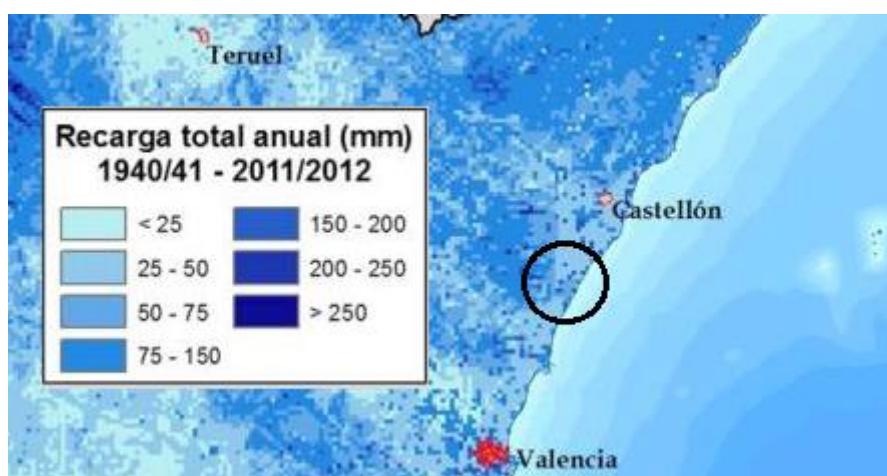 Teruel
Recarga total anual (mm)
1940/41 - 2011/2012
< 25
150 - 200
25 - 50
200 - 250
50 - 75
> 250
75 - 150
Castellón
Valencia